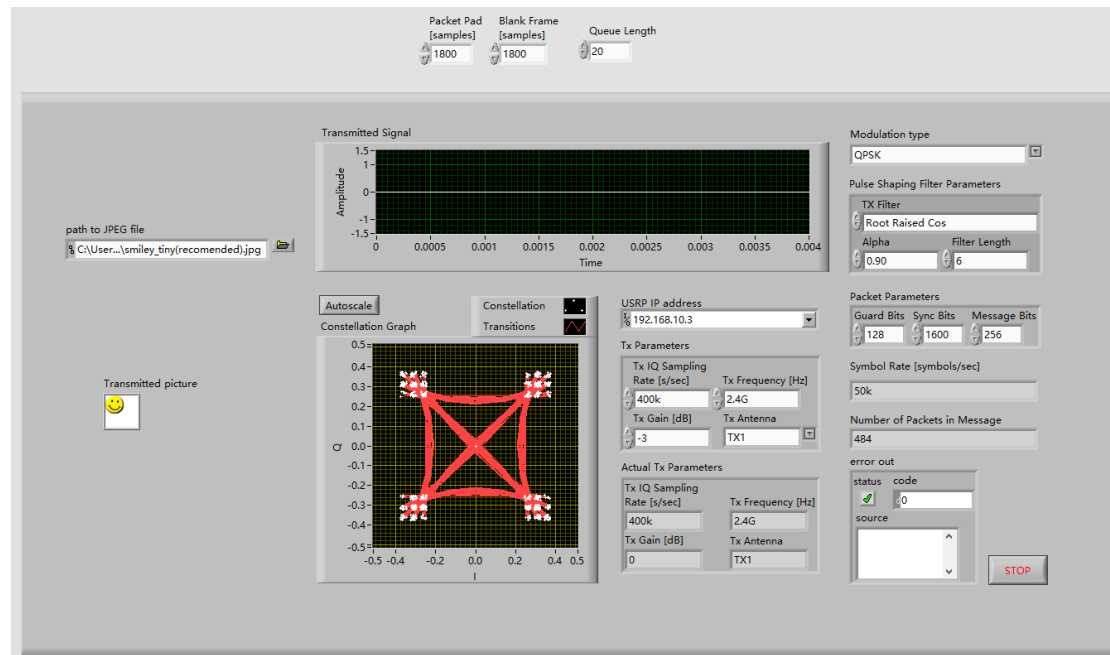 Packet Pad
[samples]
1800
Blank Frame
[samples]
1800
Queue Length
20
Transmitted Signal
Amplitude
1.5
1
0
-1
-1.5
0 0.0005 0.001 0.0015 0.002 0.0025 0.003 0.0035 0.004
Time
path to JPEG file
C:\User...\smiley_tiny(recomended).jpg
Transmitted picture
Autoscale
Constellation
Transitions
Constellation Graph
Q
0.5
0.4
0.3
0.2
0.1
0.0
-0.1
-0.2
-0.3
-0.4
-0.5
-0.5 -0.4 -0.2 0.0 0.2 0.4 0.5
I
USRP IP address
192.168.10.3
Tx Parameters
Tx IQ Sampling
Rate [s/sec]
400k
Tx Frequency [Hz]
2.4G
Tx Gain [dB]
-3
Tx Antenna
TX1
Actual Tx Parameters
Tx IQ Sampling
Rate [s/sec]
400k
Tx Frequency [Hz]
2.4G
Tx Gain [dB]
0
Tx Antenna
TX1
Modulation type
QPSK
Pulse Shaping Filter Parameters
TX Filter
Root Raised Cos
Alpha
0.90
Filter Length
6
Packet Parameters
Guard Bits
128
Sync Bits
1600
Message Bits
256
Symbol Rate [symbols/sec]
50k
Number of Packets in Message
484
error out
status
code
0
source
STOP